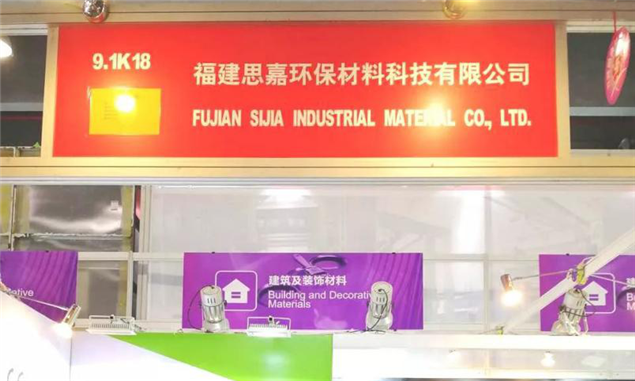 9.1K18
福建思嘉环保材料科技有限公司
FUJIAN SIJIA INDUSTRIAL MATERIAL CO., LTD.
建筑及装饰材料
Building and Decorative
Materials